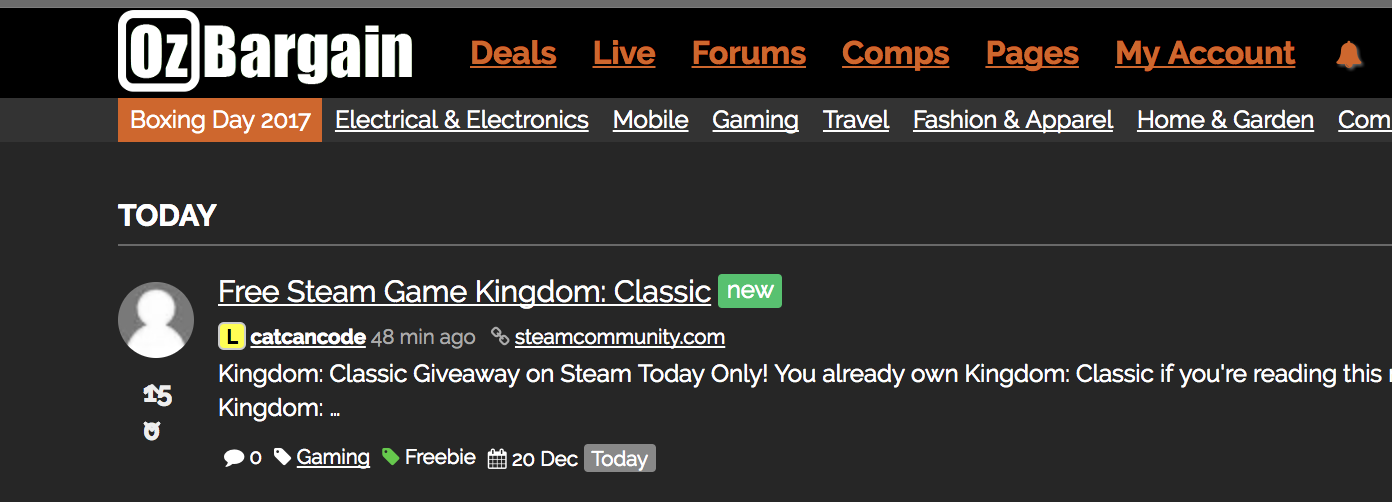 OzBargain Deals Live Forums Comps Pages My Account
Boxing Day 2017 Electrical & Electronics Mobile Gaming Travel Fashion & Apparel Home & Garden Com
TODAY
Free Steam Game Kingdom: Classic new
L catcancode 48 min ago steamcommunity.com
Kingdom: Classic Giveaway on Steam Today Only! You already own Kingdom: Classic if you're reading this
Kingdom: …
15
0
0 Gaming Freebie 20 Dec Today